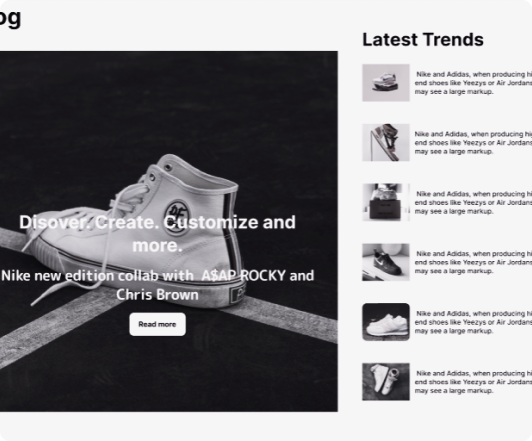 og
Latest Trends
Nike and Adidas, when producing hi
end shoes like Yeezys or Air Jordans
may see a large markup.
Nike and Adidas, when producing hi
end shoes like Yeezys or Air Jordans
may see a large markup.
Nike and Adidas, when producing hi
end shoes like Yeezys or Air Jordans
may see a large markup.
Nike and Adidas, when producing hi
end shoes like Yeezys or Air Jordans
may see a large markup.
Nike and Adidas, when producing hi
end shoes like Yeezys or Air Jordans
may see a large markup.
Nike and Adidas, when producing hi
end shoes like Yeezys or Air Jordans
may see a large markup.
Disover. Create. Customize and
more.
Nike new edition collab with A$AP ROCKY and
Chris Brown
Read more